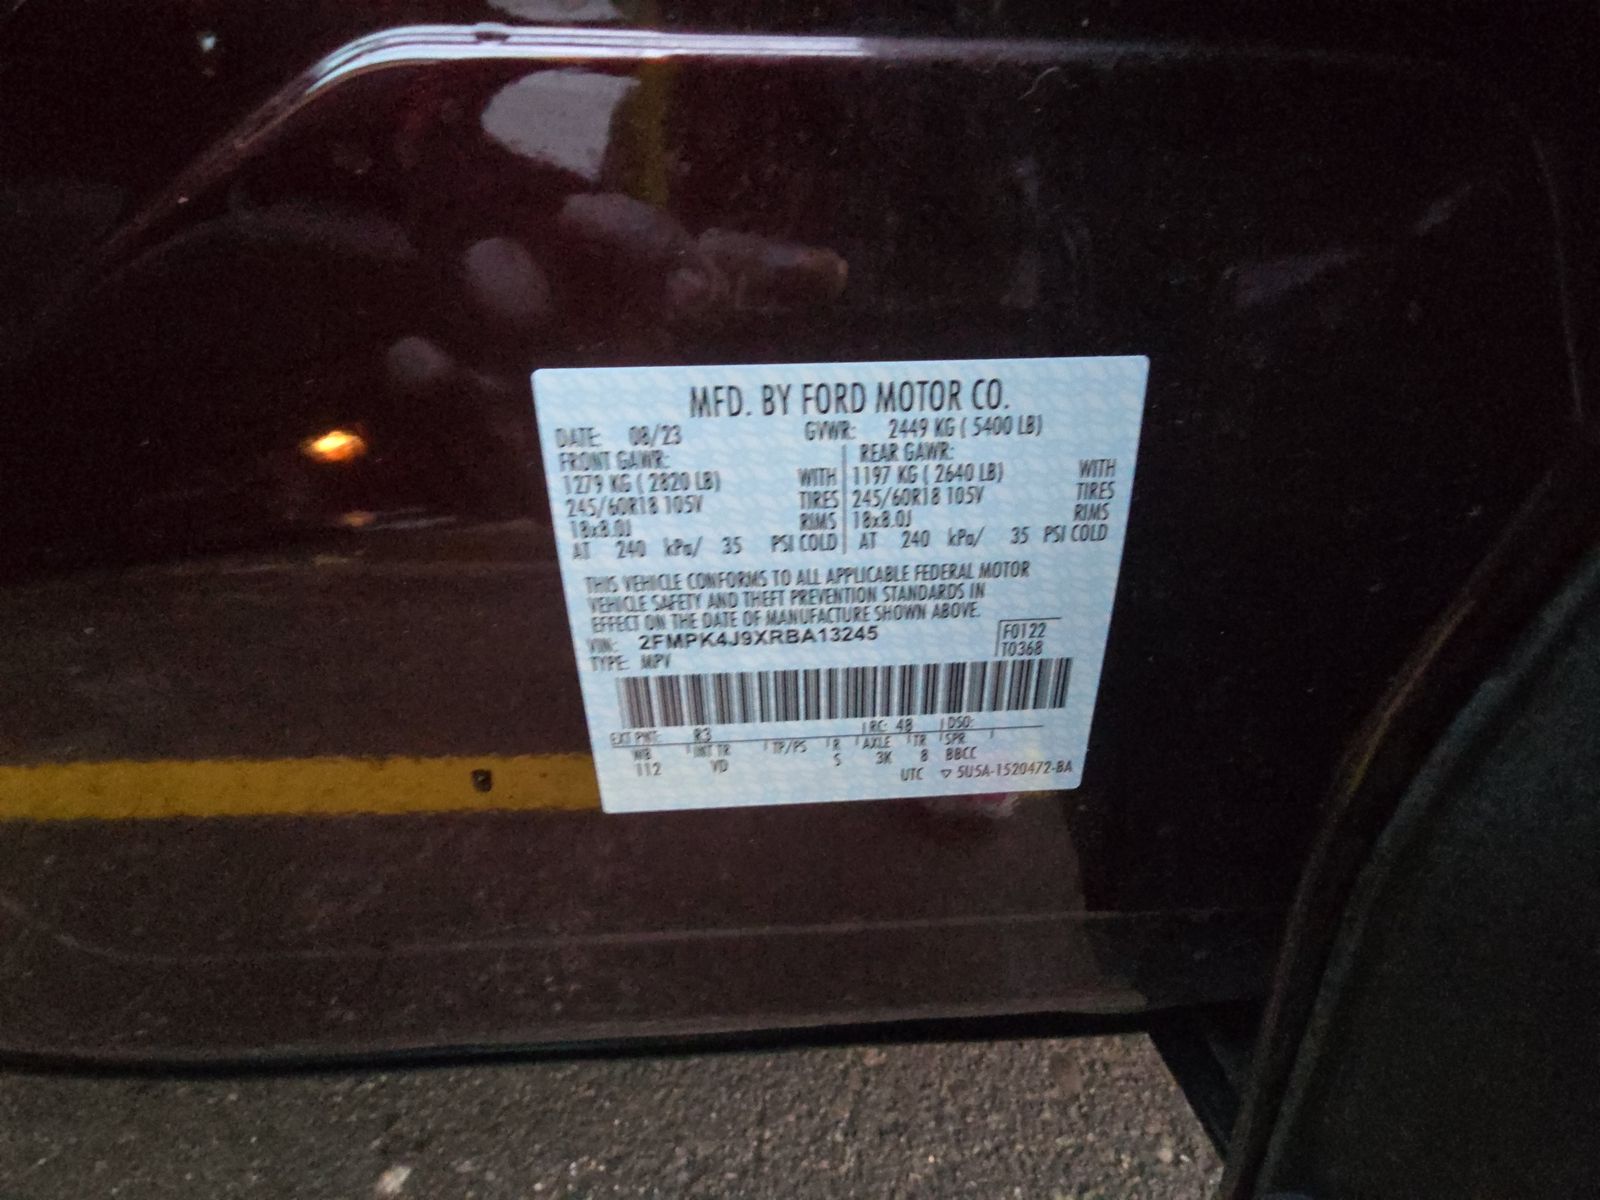 MFD. BY FORD MOTOR CO.
DATE: 08/23 GVWR: 2449 KG ( 5400 LB)
FRONT GAWR: REAR GAWR:
1279 KG ( 2820 LB) WITH 1197 KG ( 2640 LB) WITH
245/60R18 105V TIRES 245/60R18 105V TIRES
18x8.0J RIMS 18x8.0J RIMS
AT 240 kPa/ 35 PSI COLD AT 240 kPa/ 35 PSI COLD
THIS VEHICLE CONFORMS TO ALL APPLICABLE FEDERAL MOTOR
VEHICLE SAFETY AND THEFT PREVENTION STANDARDS IN
EFFECT ON THE DATE OF MANUFACTURE SHOWN ABOVE.
VIN: 2FMPK4J9XRBA13245 F0122
TYPE: MPV T0368
EXT PNT: R3 RC: 48 DSO:
WB INT TR TP/PS R AXLE TR SPR
112 VD S 3K 8 BBCC
UTC ▽ 5U5A-1520472-BA